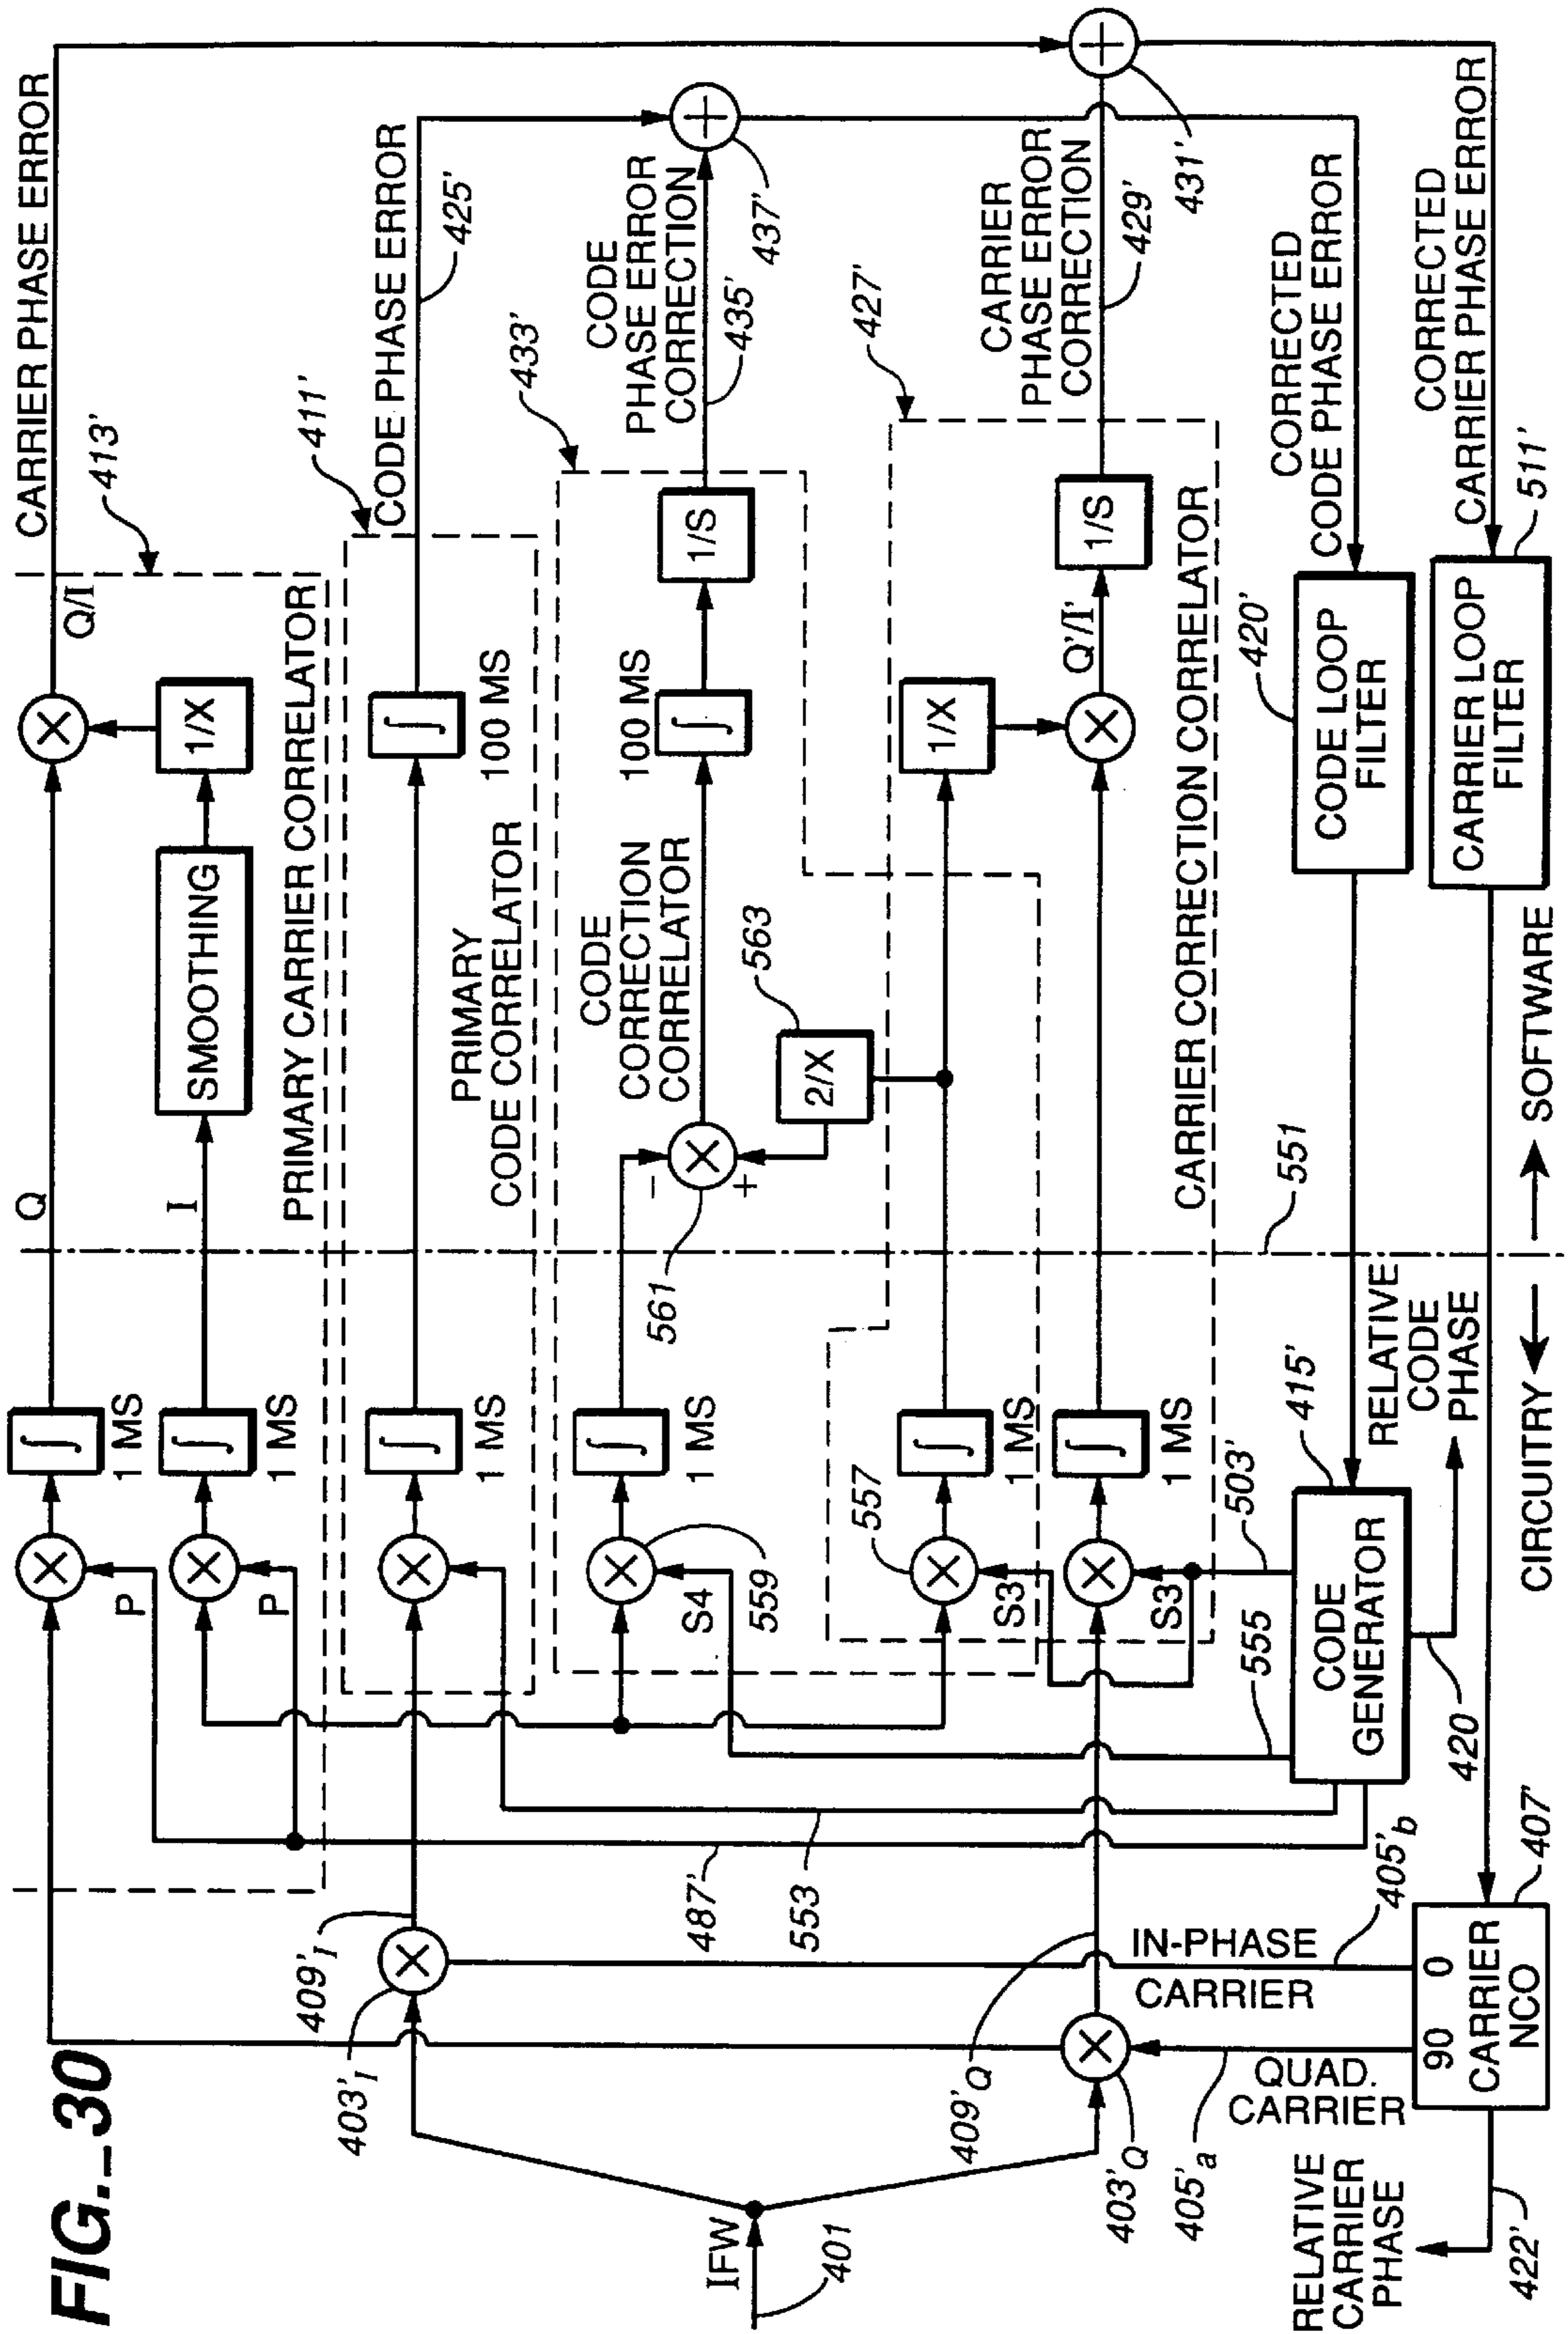 FIG._30
CARRIER PHASE ERROR
413'
Q/I
PRIMARY CARRIER CORRELATOR
1/X
SMOOTHING
Q
I
∫
1 MS
∫
1 MS
P
P
411'
CODE PHASE ERROR
425'
∫
100 MS
PRIMARY
CODE CORRELATOR
∫
1 MS
433'
CODE
PHASE ERROR
CORRECTION
435'
437'
1/S
∫
100 MS
CODE
CORRECTION
CORRELATOR
563
2/X
−
+
561
∫
1 MS
S4
559
427'
CARRIER
PHASE ERROR
CORRECTION
429'
431'
1/S
Q'/I'
1/X
CARRIER CORRECTION CORRELATOR
∫
1 MS
557
S3
∫
1 MS
S3
503'
CORRECTED
CODE PHASE ERROR
420'
CODE LOOP
FILTER
CORRECTED
CARRIER PHASE ERROR
511'
CARRIER LOOP
FILTER
SOFTWARE
551
CIRCUITRY
RELATIVE
CODE
PHASE
415'
CODE
GENERATOR
555
420
553
487'
409'I
403'I
IN-PHASE
CARRIER
405'b
407'
0
90
CARRIER
NCO
QUAD.
CARRIER
405'a
409'Q
403'Q
IFW
401
RELATIVE
CARRIER
PHASE
422'